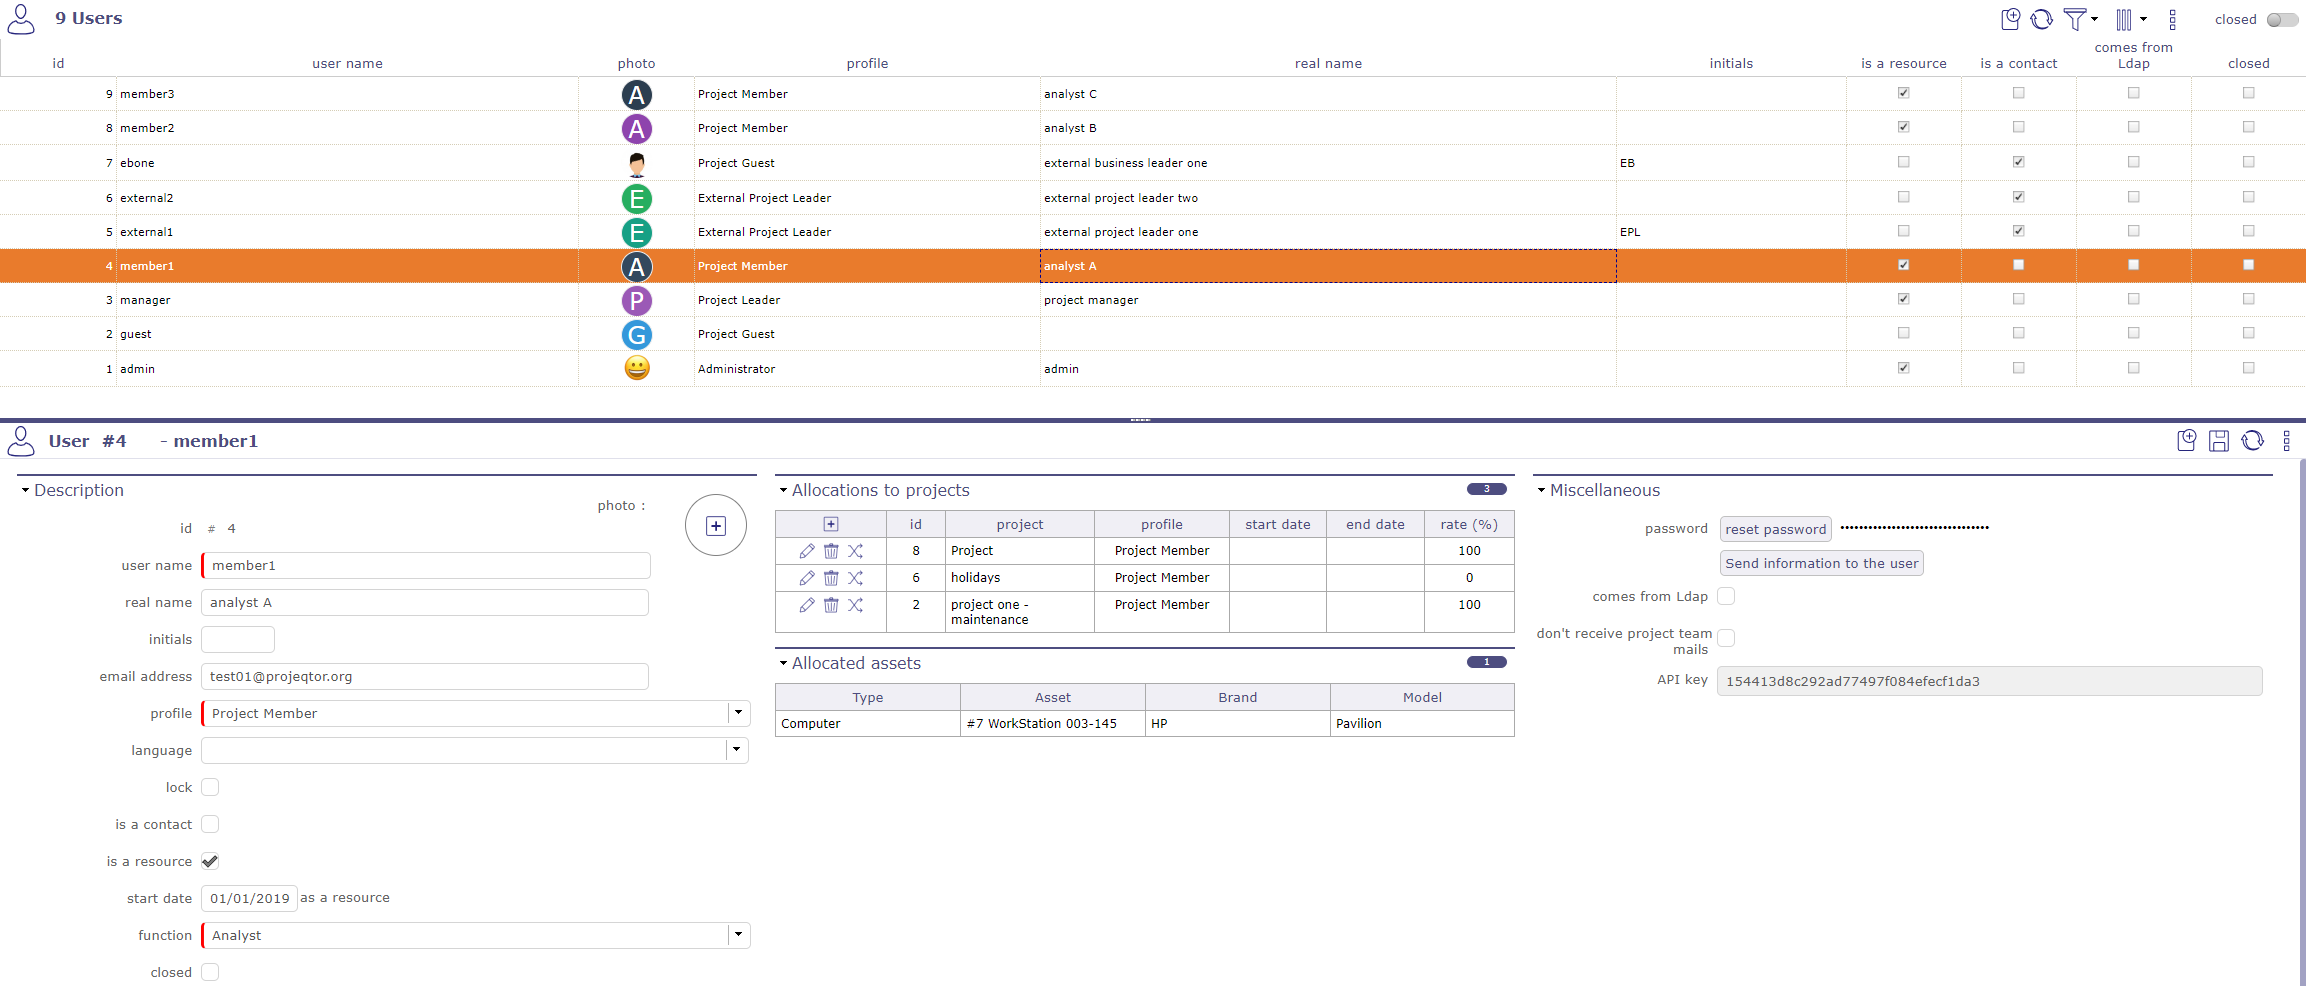 9 Users
closed
id user name photo profile real name initials is a resource is a contact comes from Ldap closed
9 member3 A Project Member analyst C
8 member2 A Project Member analyst B
7 ebone Project Guest external business leader one EB
6 external2 E External Project Leader external project leader two
5 external1 E External Project Leader external project leader one EPL
4 member1 A Project Member analyst A
3 manager P Project Leader project manager
2 guest G Project Guest
1 admin Administrator admin
User #4 - member1
Description
photo :
id # 4
user name member1
real name analyst A
initials
email address test01@projeqtor.org
profile Project Member
language
lock
is a contact
is a resource
start date 01/01/2019 as a resource
function Analyst
closed
Allocations to projects 3
id project profile start date end date rate (%)
8 Project Project Member 100
6 holidays Project Member 0
2 project one - Project Member 100
maintenance
Allocated assets 1
Type Asset Brand Model
Computer #7 WorkStation 003-145 HP Pavilion
Miscellaneous
password reset password ••••••••••••••••••••••••••••••••
Send information to the user
comes from Ldap
don't receive project team
mails
API key 154413d8c292ad77497f084efecf1da3